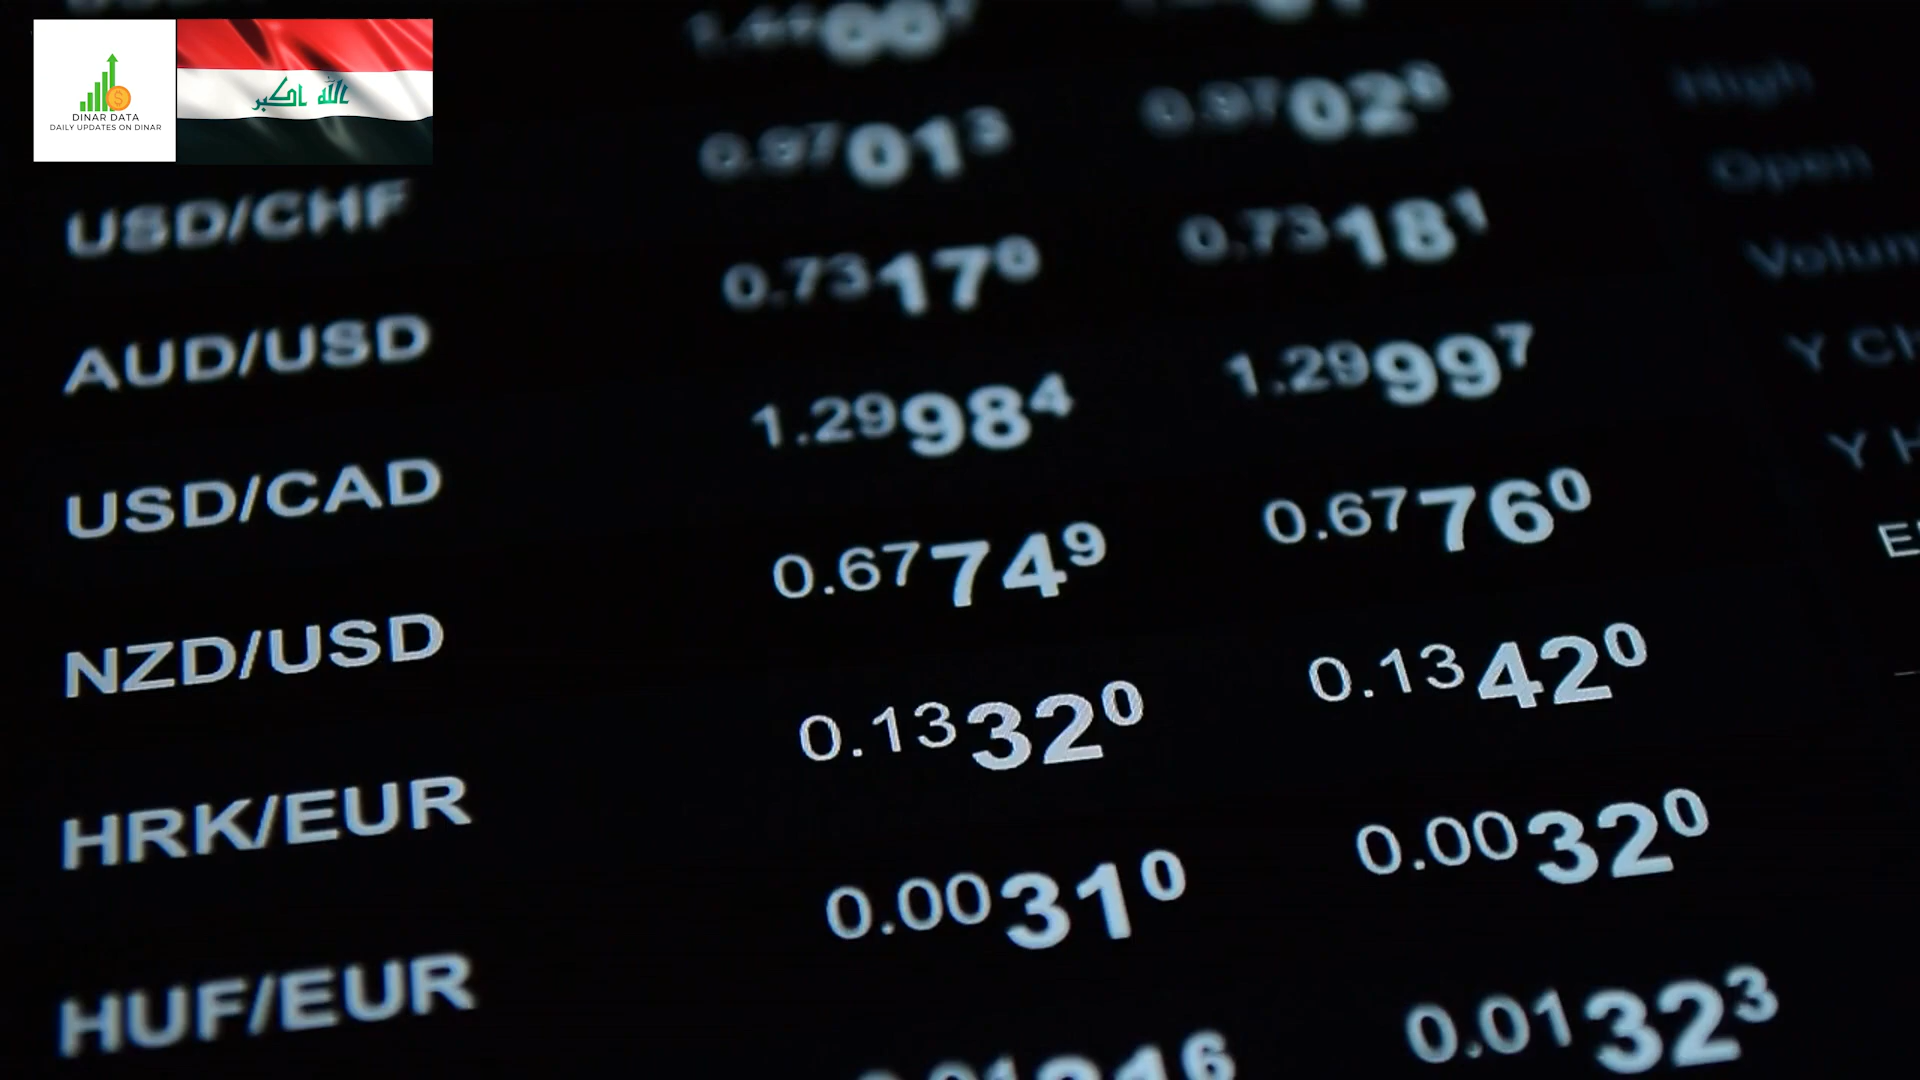 DINAR DATA
DAILY UPDATES ON DINAR
الله اكبر
High
Open
USD/CHF 0.9701³
AUD/USD 0.7317⁰ 0.7318¹
USD/CAD 1.2998⁴ 1.2999⁷
NZD/USD 0.6774⁹ 0.6776⁰
HRK/EUR 0.1332⁰ 0.1342⁰
HUF/EUR 0.0031⁰ 0.0032⁰
0.0132³